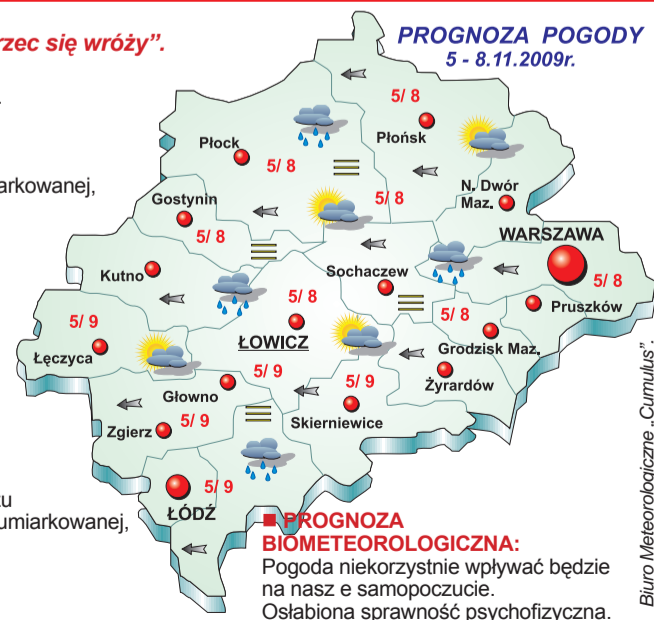 rzec się wróży”.
PROGNOZA POGODY
5 - 8.11.2009r.
arkowanej,
5/ 8
Płońsk
Płock
5/ 8
5/ 8
N. Dwór
Maz.
Gostynin
5/ 8
WARSZAWA
5/ 8
Kutno
Sochaczew
Pruszków
5/ 8
5/ 8
5/ 9
ŁOWICZ
Grodzisk Maz.
Łęczyca
Żyrardów
5/ 9
5/ 9
Głowno
Skierniewice
5/ 9
Zgierz
5/ 9
ŁÓDŹ
zu
umiarkowanej,
PROGNOZA
BIOMETEOROLOGICZNA:
Pogoda niekorzystnie wpływać będzie
na nasz e samopoczucie.
Osłabiona sprawność psychofizyczna.
Biuro Meteorologiczne „Cumulus”.